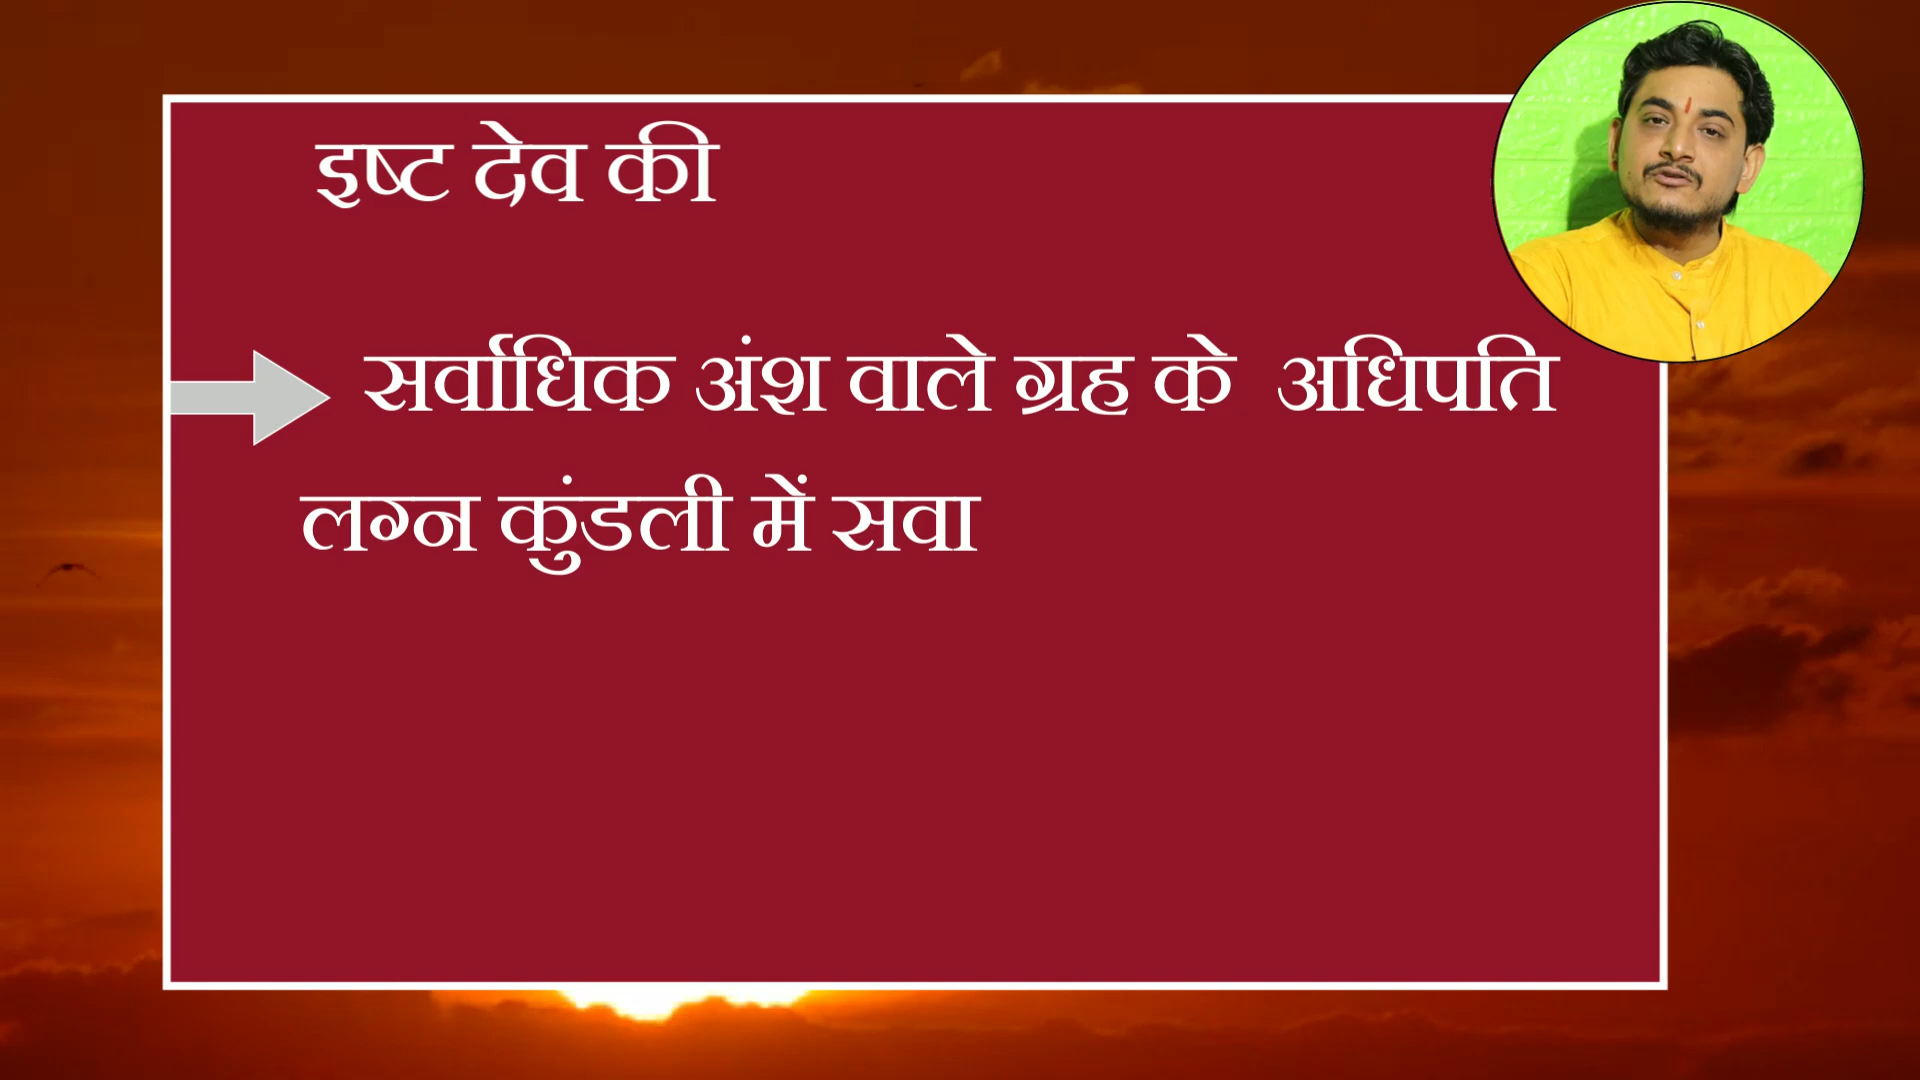 इष्ट देव की
सर्वाधिक अंश वाले ग्रह के अधिपति
लग्न कुंडली में सवा